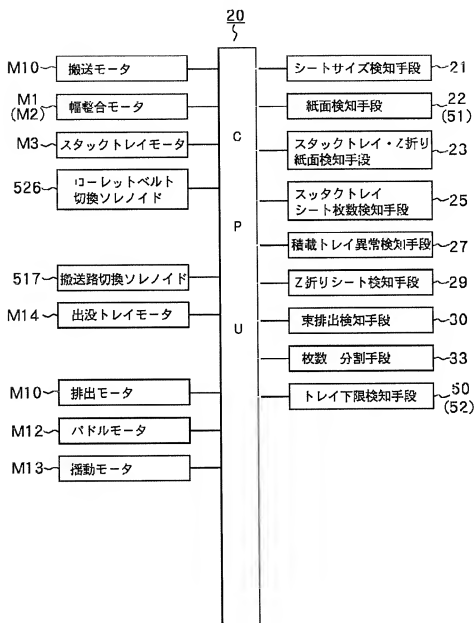 20
M10
搬送モータ
M1
(M2)
幅整合モータ
M3
スタックトレイモータ
526
ローレットベルト
切換ソレノイド
517
搬送路切換ソレノイド
M14
出没トレイモータ
M10
排出モータ
M12
パドルモータ
M13
揺動モータ
C
P
U
シートサイズ検知手段
21
紙面検知手段
22
(51)
スタックトレイ・Z折り
紙面検知手段
23
スッタクトレイ
シート枚数検知手段
25
積載トレイ異常検知手段
27
Z折りシート検知手段
29
束排出検知手段
30
枚数 分割手段
33
トレイ下限検知手段
50
(52)